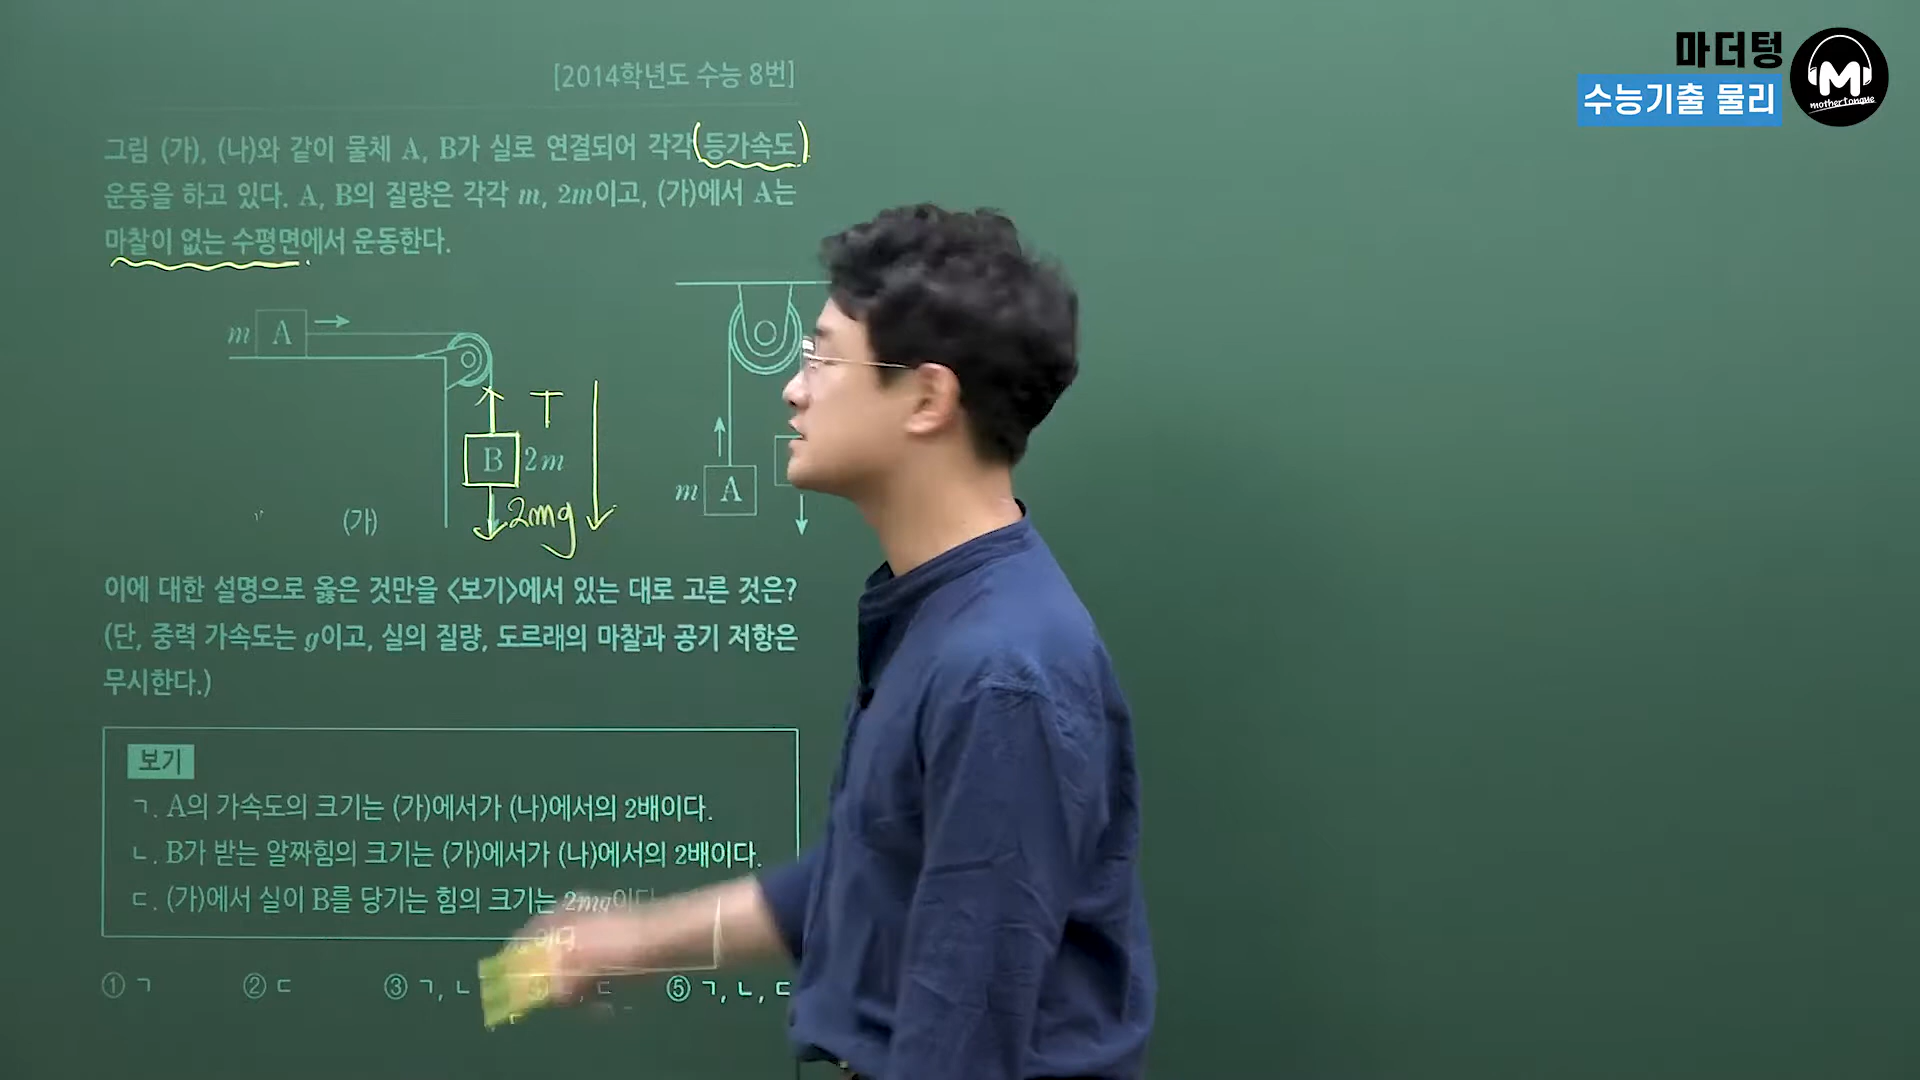 마더텅
수능기출 물리
M
mothertongue
[2014학년도 수능 8번]
그림 (가), (나)와 같이 물체 A, B가 실로 연결되어 각각 등가속도
운동을 하고 있다. A, B의 질량은 각각 m, 2m이고, (가)에서 A는
마찰이 없는 수평면에서 운동한다.
m A
T
B 2m
2mg
m A
(가)
이에 대한 설명으로 옳은 것만을 <보기>에서 있는 대로 고른 것은?
(단, 중력 가속도는 g이고, 실의 질량, 도르래의 마찰과 공기 저항은
무시한다.)
보기
ㄱ. A의 가속도의 크기는 (가)에서가 (나)에서의 2배이다.
ㄴ. B가 받는 알짜힘의 크기는 (가)에서가 (나)에서의 2배이다.
ㄷ. (가)에서 실이 B를 당기는 힘의 크기는 2mg이다
이다.
① ㄱ ② ㄷ ③ ㄱ, ㄴ ㄷ ⑤ ㄱ, ㄴ, ㄷ